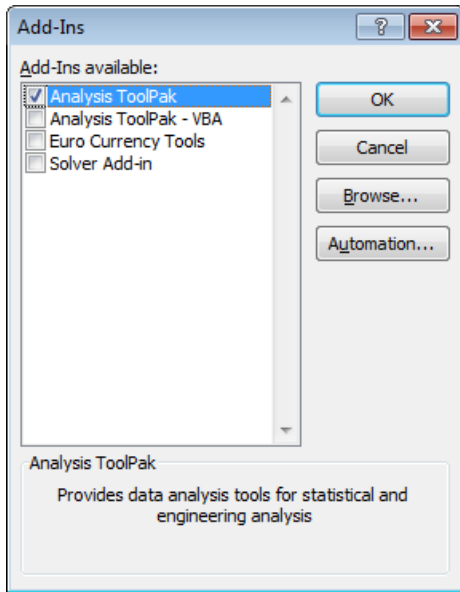 Add-Ins
?
Add-Ins available:
Analysis ToolPak
Analysis ToolPak - VBA
Euro Currency Tools
Solver Add-in
OK
Cancel
Browse...
Automation...
Analysis ToolPak
Provides data analysis tools for statistical and
engineering analysis